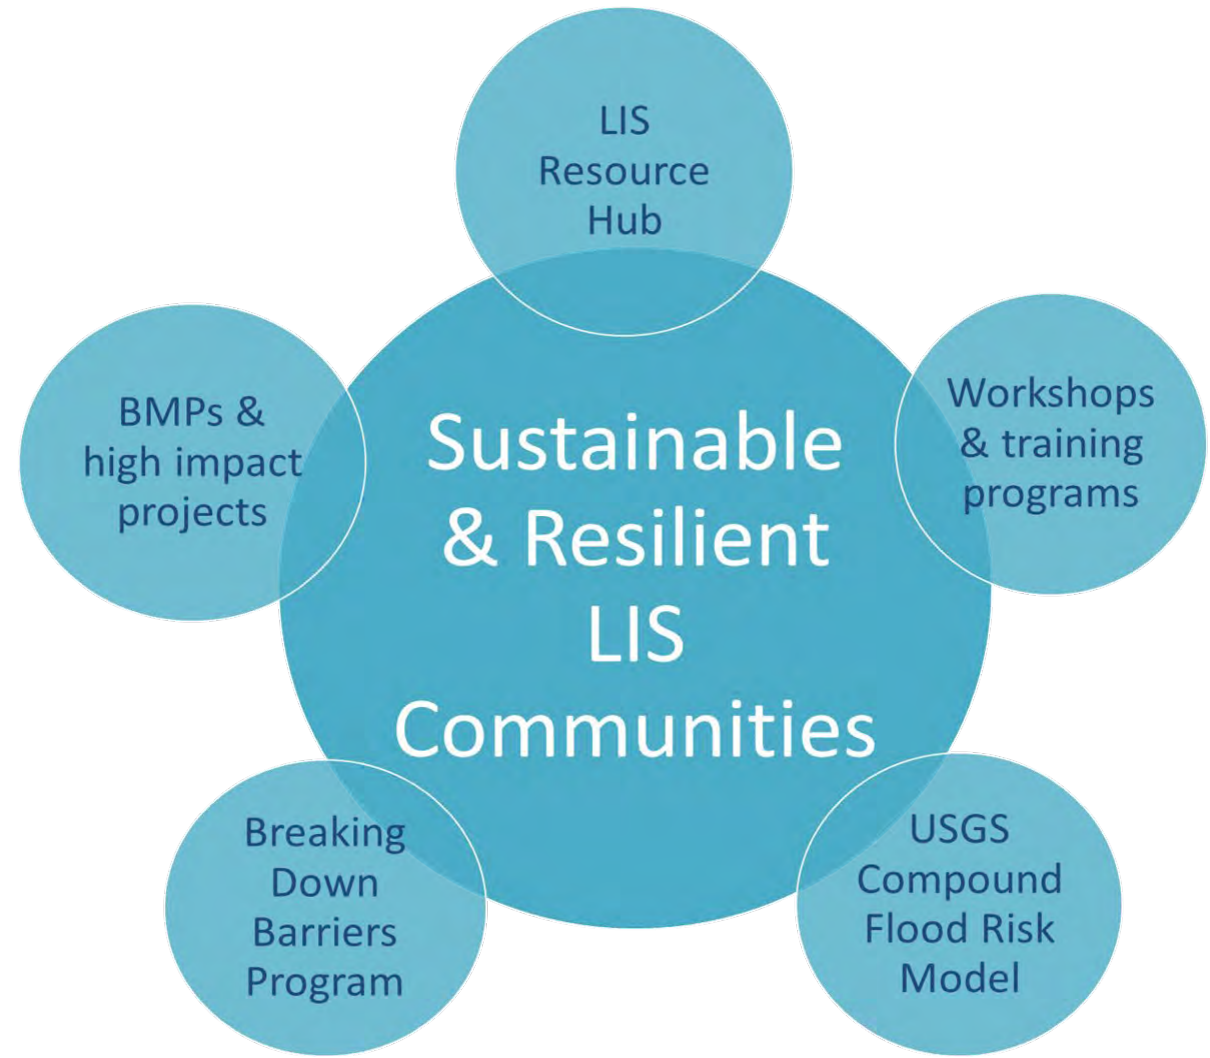 LIS
Resource
Hub
Workshops
& training
programs
BMPs &
high impact
projects
Sustainable
& Resilient
LIS
Communities
Breaking
Down
Barriers
Program
USGS
Compound
Flood Risk
Model